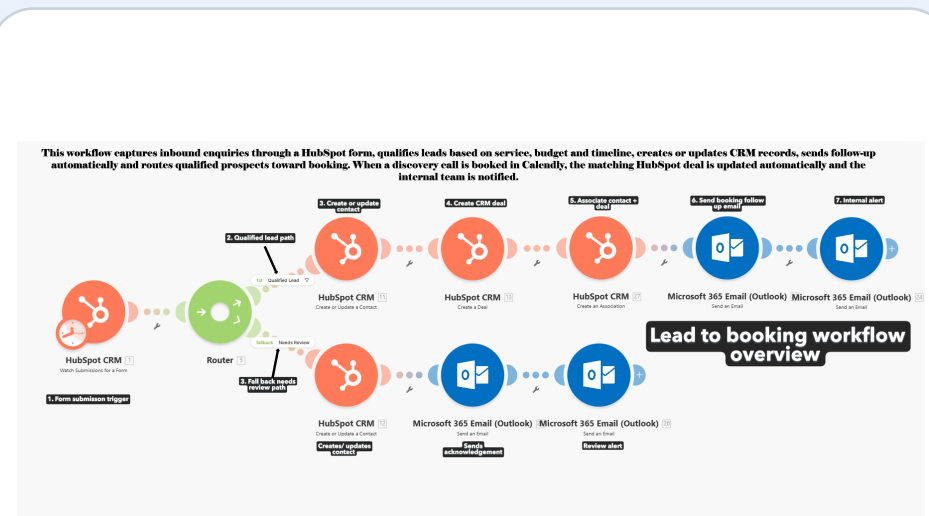 This workflow captures inbound enquiries through a HubSpot form, qualifies leads based on service, budget and timeline, creates or updates CRM records, sends follow-up
automatically and routes qualified prospects toward booking. When a discovery call is booked in Calendly, the matching HubSpot deal is updated automatically and the
internal team is notified.
3. Create or update
contact
4. Create CRM deal
5. Associate contact +
deal
6. Send booking follow
up email
7. Internal alert
2. Qualified lead path
1st Qualified Lead
HubSpot CRM 11
Create or Update a Contact
HubSpot CRM 13
Create a Deal
HubSpot CRM 27
Create an Association
Microsoft 365 Email (Outlook)
Send an Email
Microsoft 365 Email (Outlook) 24
Send an Email
Lead to booking workflow
overview
fallback Needs Review
HubSpot CRM 1
Watch Submissions for a Form
Router 5
3. Fall back needs
review path
1. Form submisson trigger
HubSpot CRM 12
Create or Update a Contact
Creates/ updates
contact
Microsoft 365 Email (Outlook)
Send an Email
Sends
acknowledgement
Microsoft 365 Email (Outlook) 28
Send an Email
Review alert